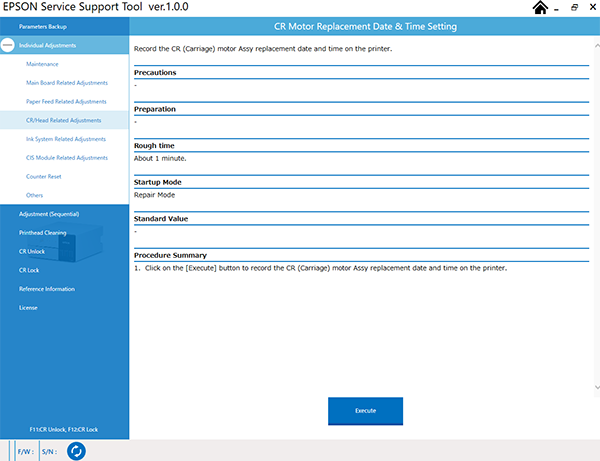 EPSON Service Support Tool ver.1.0.0
Parameters Backup
CR Motor Replacement Date & Time Setting
Individual Adjustments
Maintenance
Main Board Related Adjustments
Paper Feed Related Adjustments
CR/Head Related Adjustments
Ink System Related Adjustments
CIS Module Related Adjustments
Counter Reset
Others
Adjustment (Sequential)
Printhead Cleaning
CR Unlock
CR Lock
Reference Information
License
F11:CR Unlock, F12:CR Lock
Record the CR (Carriage) motor Assy replacement date and time on the printer.
Precautions
-
Preparation
-
Rough time
About 1 minute.
Startup Mode
Repair Mode
Standard Value
-
Procedure Summary
1. Click on the [Execute] button to record the CR (Carriage) motor Assy replacement date and time on the printer.
Execute
F/W : S/N :